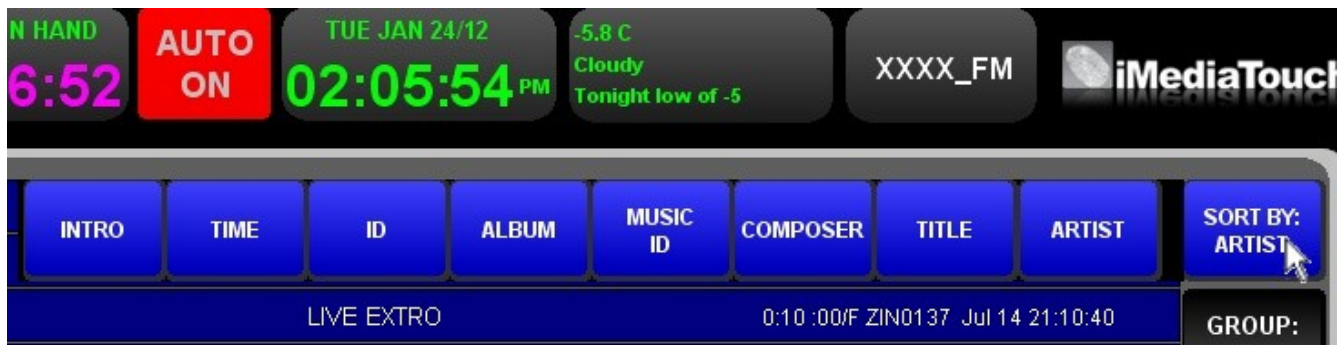 N HAND
6:52
AUTO
ON
TUE JAN 24/12
02:05:54 PM
-5.8 C
Cloudy
Tonight low of -5
XXXX_FM
iMediaTouch
INTRO
TIME
ID
ALBUM
MUSIC
ID
COMPOSER
TITLE
ARTIST
SORT BY:
ARTIST
LIVE EXTRO
0:10 :00/F ZIN0137 Jul 14 21:10:40
GROUP: